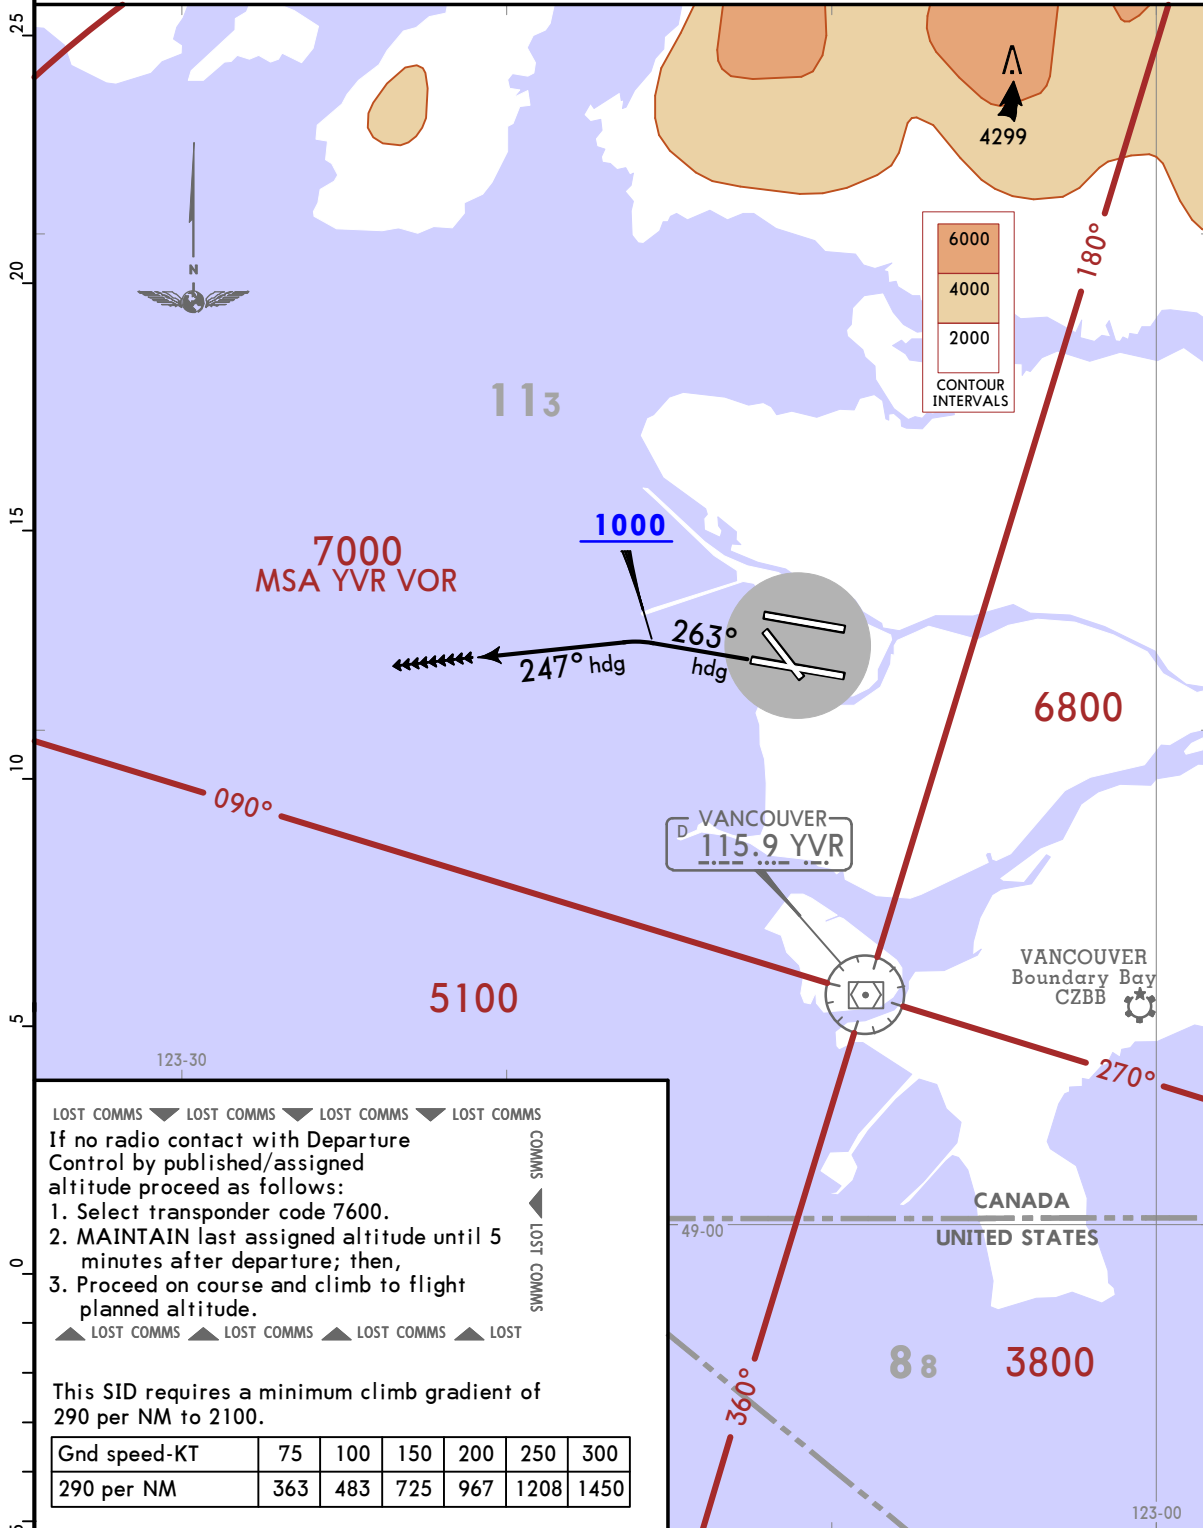 25
4299
6000
4000
2000
CONTOUR
INTERVALS
180°
N
20
11 3
15
1000
7000
MSA YVR VOR
263°
hdg
247° hdg
6800
10
090°
VANCOUVER
D 115.9 YVR
VANCOUVER
Boundary Bay
CZBB
5100
5
123-30
270°
LOST COMMS LOST COMMS LOST COMMS LOST COMMS
If no radio contact with Departure
Control by published/assigned
altitude proceed as follows:
1. Select transponder code 7600.
2. MAINTAIN last assigned altitude until 5
minutes after departure; then,
3. Proceed on course and climb to flight
planned altitude.
COMMS LOST COMMS
LOST COMMS LOST COMMS LOST COMMS LOST
CANADA
49-00
UNITED STATES
0
8 8
3800
360°
This SID requires a minimum climb gradient of
290 per NM to 2100.
Gnd speed-KT 75 100 150 200 250 300
290 per NM 363 483 725 967 1208 1450
123-00